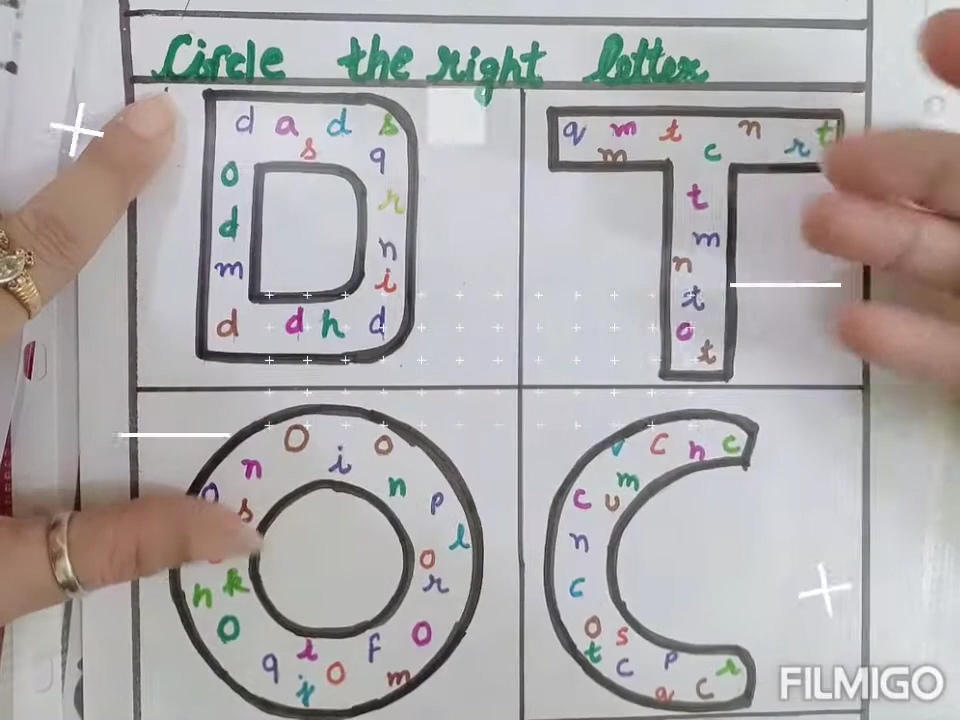 Circle the right letter
d a d s
s q
o r
d n
m i
d d h d
q m t n r t
m c
t
m
n
t
o
t
O o
n i n
o s p
l
o
h k r
O O
l f
q j o m
v c n c
m
c u
n
c
o s
t c p r
a c
FILMIGO